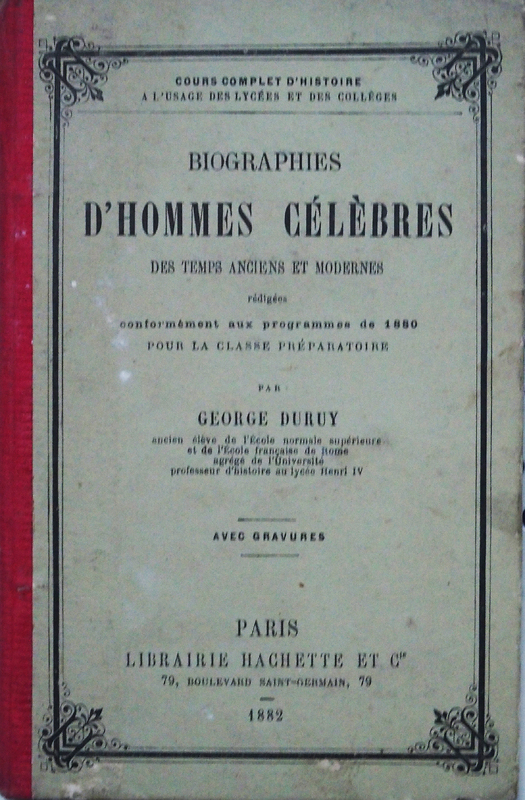 COURS COMPLET D'HISTOIRE
A L'USAGE DES LYCÉES ET DES COLLÈGES
BIOGRAPHIES
D'HOMMES CÉLÈBRES
DES TEMPS ANCIENS ET MODERNES
rédigées
conformément aux programmes de 1880
POUR LA CLASSE PRÉPARATOIRE
PAR
GEORGE DURUY
ancien élève de l'École normale supérieure
et de l'École française de Rome
agrégé de l'Université
professeur d'histoire au lycée Henri IV
AVEC GRAVURES
PARIS
LIBRAIRIE HACHETTE ET Cie
79, BOULEVARD SAINT-GERMAIN, 79
1882